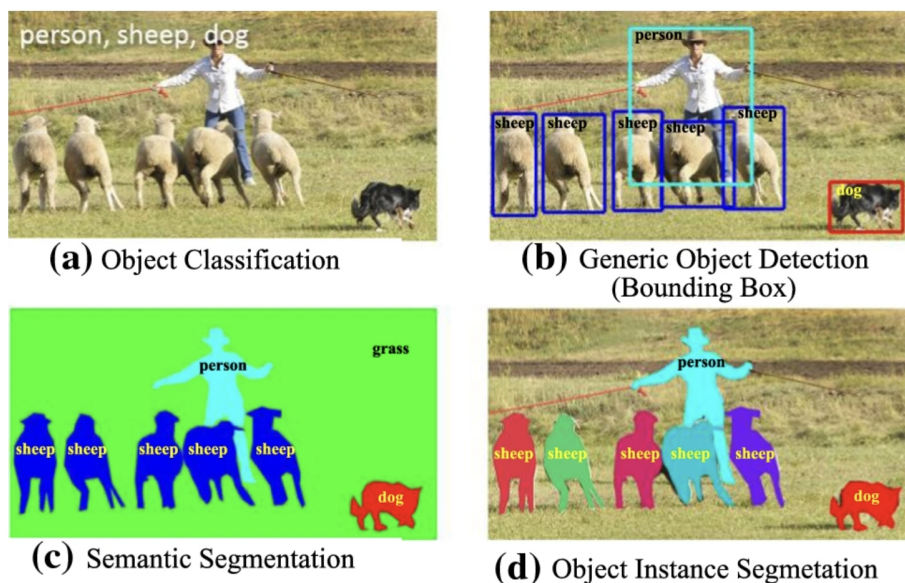 person, sheep, dog
person
sheep
sheep
sheep
sheep
sheep
dog
(a) Object Classification
(b) Generic Object Detection
(Bounding Box)
grass
person
sheep
sheep
sheep
sheep
sheep
dog
person
sheep
sheep
sheep
sheep
sheep
dog
(c) Semantic Segmentation
(d) Object Instance Segmetation